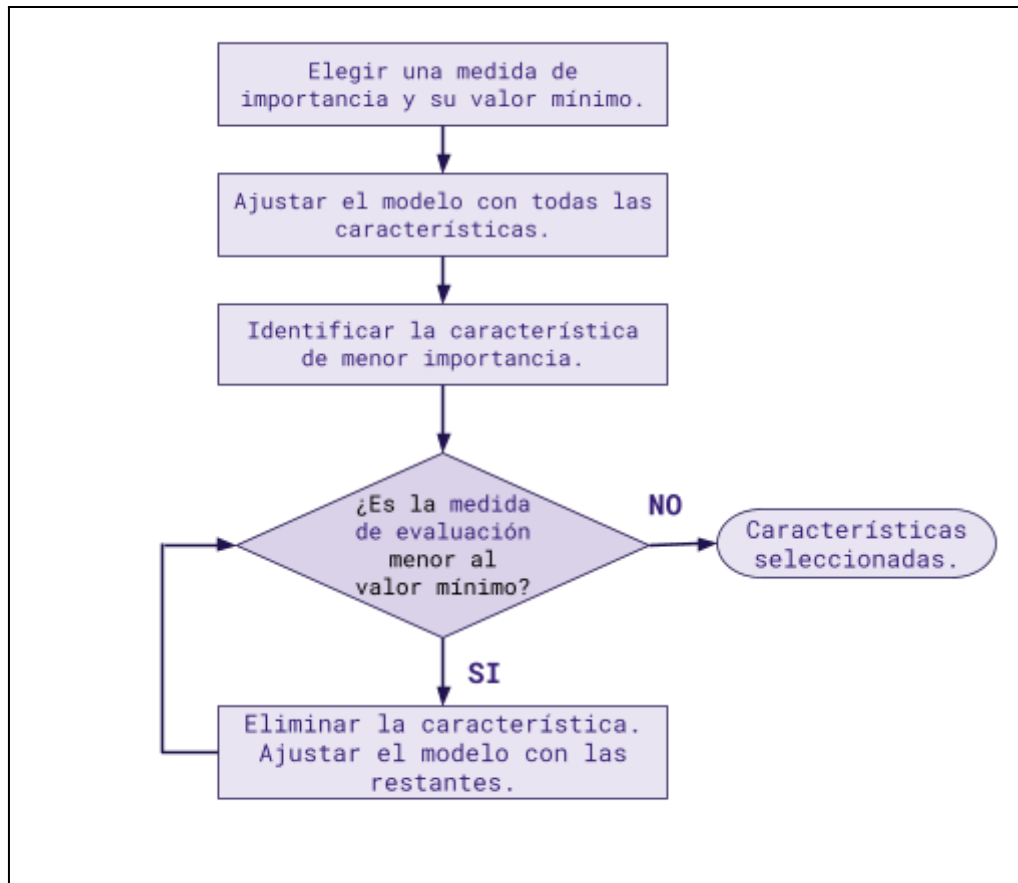 Elegir una medida de
importancia y su valor mínimo.
Ajustar el modelo con todas las
características.
Identificar la característica
de menor importancia.
¿Es la medida
de evaluación
menor al
valor mínimo?
NO
Características
seleccionadas.
SI
Eliminar la característica.
Ajustar el modelo con las
restantes.